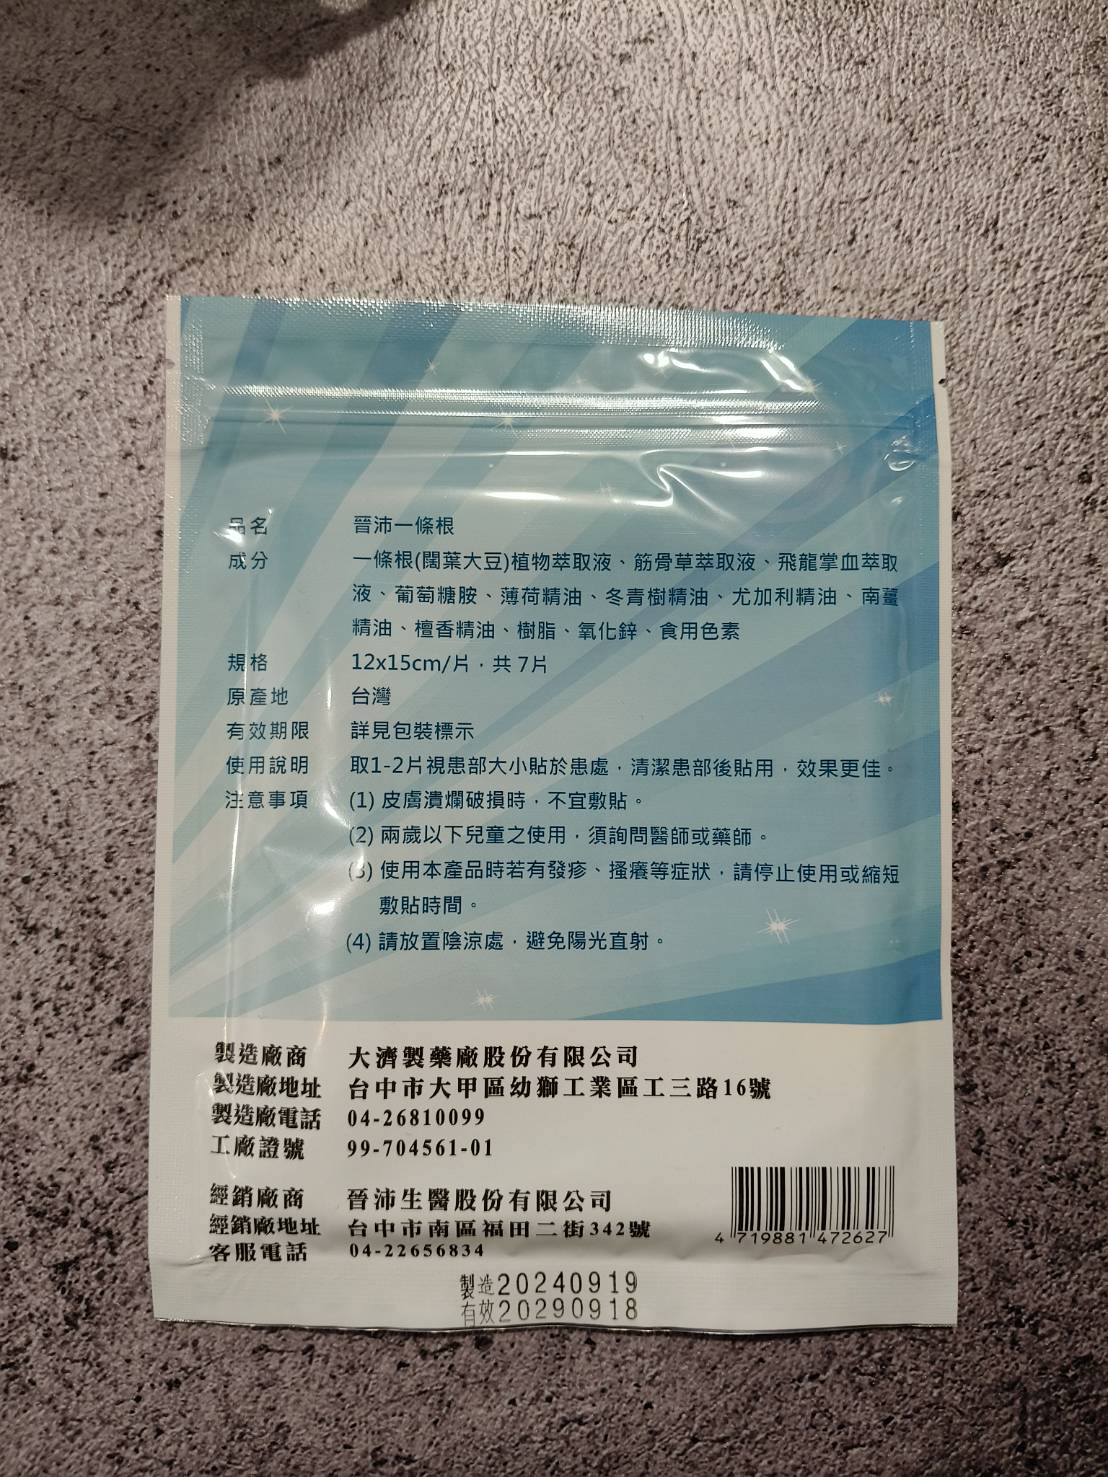 品名 晉沛一條根
成分 一條根(闊葉大豆)植物萃取液、筋骨草萃取液、飛龍掌血萃取
液、葡萄糖胺、薄荷精油、冬青樹精油、尤加利精油、南薑
精油、檀香精油、樹脂、氧化鋅、食用色素
規格 12x15cm/片，共7片
原產地 台灣
有效期限 詳見包裝標示
使用說明 取1-2片視患部大小貼於患處，清潔患部後貼用，效果更佳。
注意事項 (1) 皮膚潰爛破損時，不宜敷貼。
(2) 兩歲以下兒童之使用，須詢問醫師或藥師。
(3) 使用本產品時若有發疹、搔癢等症狀，請停止使用或縮短
敷貼時間。
(4) 請放置陰涼處，避免陽光直射。
製造廠商 大濟製藥廠股份有限公司
製造廠地址 台中市大甲區幼獅工業區工三路16號
製造廠電話 04-26810099
工廠證號 99-704561-01
經銷廠商 晉沛生醫股份有限公司
經銷廠地址 台中市南區福田二街342號
客服電話 04-22656834
4 719881 472627
製造20240919
有效20290918